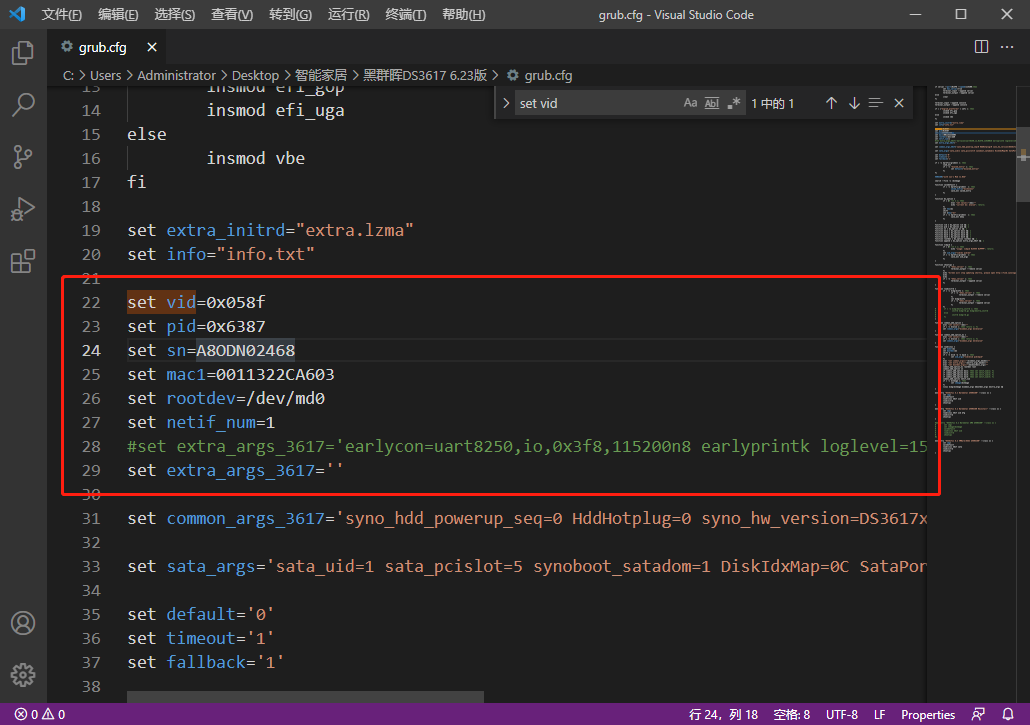 文件(F) 编辑(E) 选择(S) 查看(V) 转到(G) 运行(R) 终端(T) 帮助(H) grub.cfg - Visual Studio Code
grub.cfg
C: > Users > Administrator > Desktop > 智能家居 > 黑群晖DS3617 6.23版 > grub.cfg
set vid Aa Abl .* 1 中的 1
13 insmod efi_gop
14 insmod efi_uga
15 else
16 insmod vbe
17 fi
18
19 set extra_initrd="extra.lzma"
20 set info="info.txt"
21
22 set vid=0x058f
23 set pid=0x6387
24 set sn=A8ODN02468
25 set mac1=0011322CA603
26 set rootdev=/dev/md0
27 set netif_num=1
28 #set extra_args_3617='earlycon=uart8250,io,0x3f8,115200n8 earlyprintk loglevel=15
29 set extra_args_3617=''
30
31 set common_args_3617='syno_hdd_powerup_seq=0 HddHotplug=0 syno_hw_version=DS3617x
32
33 set sata_args='sata_uid=1 sata_pcislot=5 synoboot_satadom=1 DiskIdxMap=0C SataPor
34
35 set default='0'
36 set timeout='1'
37 set fallback='1'
38
0 0 行 24，列 18 空格: 8 UTF-8 LF Properties